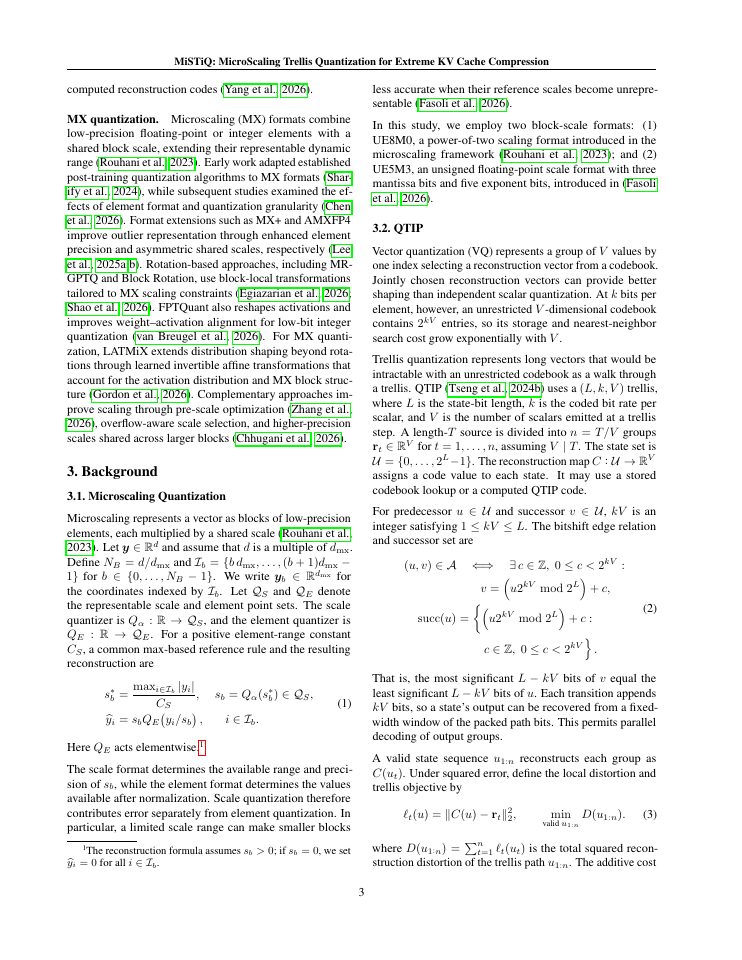 MiSTiQ: MicroScaling Trellis Quantization for Extreme KV Cache Compression
computed reconstruction codes (Yang et al., 2026).
MX quantization. Microscaling (MX) formats combine
low-precision floating-point or integer elements with a
shared block scale, extending their representable dynamic
range (Rouhani et al., 2023). Early work adapted established
post-training quantization algorithms to MX formats (Shar-
ify et al., 2024), while subsequent studies examined the ef-
fects of element format and quantization granularity (Chen
et al., 2026). Format extensions such as MX+ and AMXFP4
improve outlier representation through enhanced element
precision and asymmetric shared scales, respectively (Lee
et al., 2025a;b). Rotation-based approaches, including MR-
GPTQ and Block Rotation, use block-local transformations
tailored to MX scaling constraints (Egiazarian et al., 2026;
Shao et al., 2026). FPTQuant also reshapes activations and
improves weight–activation alignment for low-bit integer
quantization (van Breugel et al., 2026). For MX quanti-
zation, LATMiX extends distribution shaping beyond rota-
tions through learned invertible affine transformations that
account for the activation distribution and MX block struc-
ture (Gordon et al., 2026). Complementary approaches im-
prove scaling through pre-scale optimization (Zhang et al.,
2026), overflow-aware scale selection, and higher-precision
scales shared across larger blocks (Chhugani et al., 2026).
3. Background
3.1. Microscaling Quantization
Microscaling represents a vector as blocks of low-precision
elements, each multiplied by a shared scale (Rouhani et al.,
2023). Let y ∈ ℝ^d and assume that d is a multiple of d_mx.
Define N_B = d/d_mx and I_b = {b d_mx, . . . , (b + 1)d_mx −
1} for b ∈ {0, . . . , N_B − 1}. We write y_b ∈ ℝ^{d_mx} for
the coordinates indexed by I_b. Let Q_S and Q_E denote
the representable scale and element point sets. The scale
quantizer is Q_α : ℝ → Q_S, and the element quantizer is
Q_E : ℝ → Q_E. For a positive element-range constant
C_S, a common max-based reference rule and the resulting
reconstruction are
s*_b = max_{i∈I_b} |y_i| / C_S, s_b = Q_α(s*_b) ∈ Q_S,
ŷ_i = s_b Q_E(y_i/s_b), i ∈ I_b. (1)
Here Q_E acts elementwise.¹
The scale format determines the available range and preci-
sion of s_b, while the element format determines the values
available after normalization. Scale quantization therefore
contributes error separately from element quantization. In
particular, a limited scale range can make smaller blocks
¹The reconstruction formula assumes s_b > 0; if s_b = 0, we set
ŷ_i = 0 for all i ∈ I_b.
less accurate when their reference scales become unrepre-
sentable (Fasoli et al., 2026).
In this study, we employ two block-scale formats: (1)
UE8M0, a power-of-two scaling format introduced in the
microscaling framework (Rouhani et al., 2023); and (2)
UE5M3, an unsigned floating-point scale format with three
mantissa bits and five exponent bits, introduced in (Fasoli
et al., 2026).
3.2. QTIP
Vector quantization (VQ) represents a group of V values by
one index selecting a reconstruction vector from a codebook.
Jointly chosen reconstruction vectors can provide better
shaping than independent scalar quantization. At k bits per
element, however, an unrestricted V-dimensional codebook
contains 2^{kV} entries, so its storage and nearest-neighbor
search cost grow exponentially with V.
Trellis quantization represents long vectors that would be
intractable with an unrestricted codebook as a walk through
a trellis. QTIP (Tseng et al., 2024b) uses a (L, k, V) trellis,
where L is the state-bit length, k is the coded bit rate per
scalar, and V is the number of scalars emitted at a trellis
step. A length-T source is divided into n = T/V groups
r_t ∈ ℝ^V for t = 1, . . . , n, assuming V | T. The state set is
U = {0, . . . , 2^L−1}. The reconstruction map C : U → ℝ^V
assigns a code value to each state. It may use a stored
codebook lookup or a computed QTIP code.
For predecessor u ∈ U and successor v ∈ U, kV is an
integer satisfying 1 ≤ kV ≤ L. The bitshift edge relation
and successor set are
(u, v) ∈ A ⟺ ∃ c ∈ ℤ, 0 ≤ c < 2^{kV} :
v = (u2^{kV} mod 2^L) + c,
succ(u) = { (u2^{kV} mod 2^L) + c : (2)
c ∈ ℤ, 0 ≤ c < 2^{kV} }.
That is, the most significant L − kV bits of v equal the
least significant L − kV bits of u. Each transition appends
kV bits, so a state's output can be recovered from a fixed-
width window of the packed path bits. This permits parallel
decoding of output groups.
A valid state sequence u_{1:n} reconstructs each group as
C(u_t). Under squared error, define the local distortion and
trellis objective by
ℓ_t(u) = ∥C(u) − r_t∥²_2, min_{valid u_{1:n}} D(u_{1:n}). (3)
where D(u_{1:n}) = ∑_{t=1}^n ℓ_t(u_t) is the total squared recon-
struction distortion of the trellis path u_{1:n}. The additive cost
3